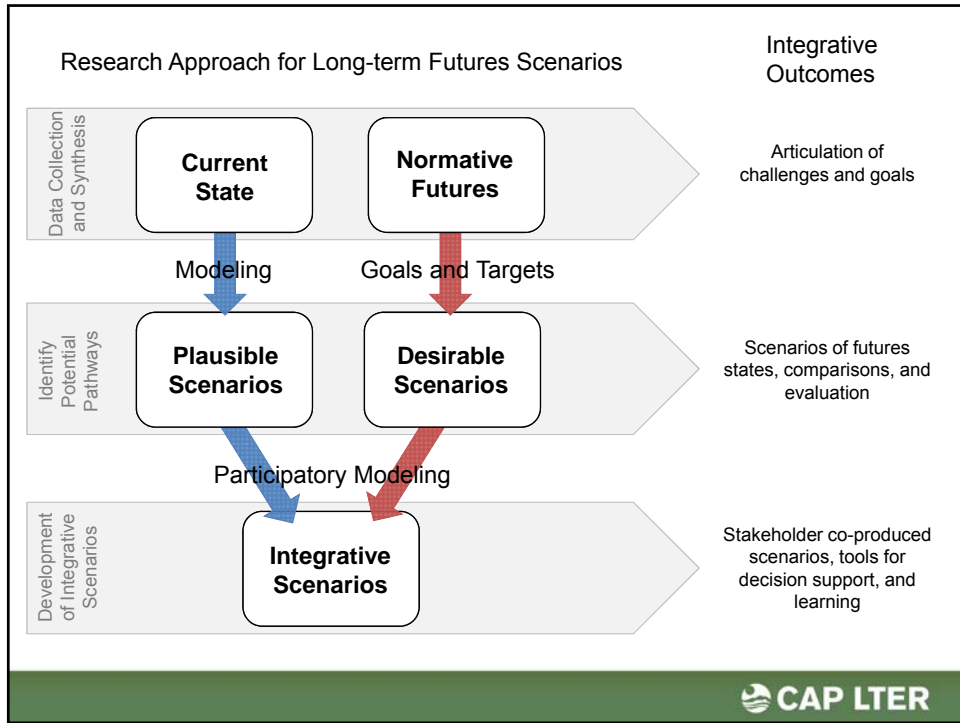 Research Approach for Long-term Futures Scenarios
Integrative
Outcomes
Data Collection
and Synthesis
Current
State
Normative
Futures
Articulation of
challenges and goals
Modeling
Goals and Targets
Identify
Potential
Pathways
Plausible
Scenarios
Desirable
Scenarios
Scenarios of futures
states, comparisons, and
evaluation
Participatory Modeling
Development
of Integrative
Scenarios
Integrative
Scenarios
Stakeholder co-produced
scenarios, tools for
decision support, and
learning
CAP LTER